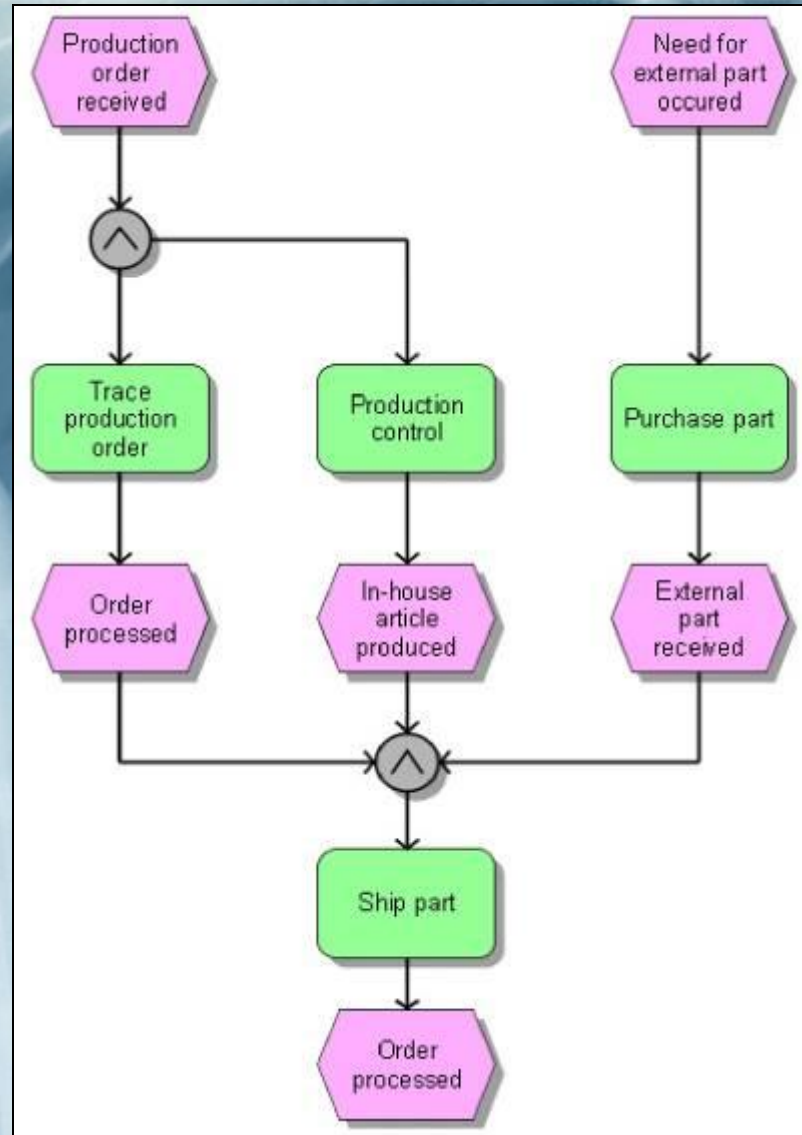 Production
order
received
Need for
external part
occured
Trace
production
order
Production
control
Purchase part
Order
processed
In-house
article
produced
External
part
received
Ship part
Order
processed